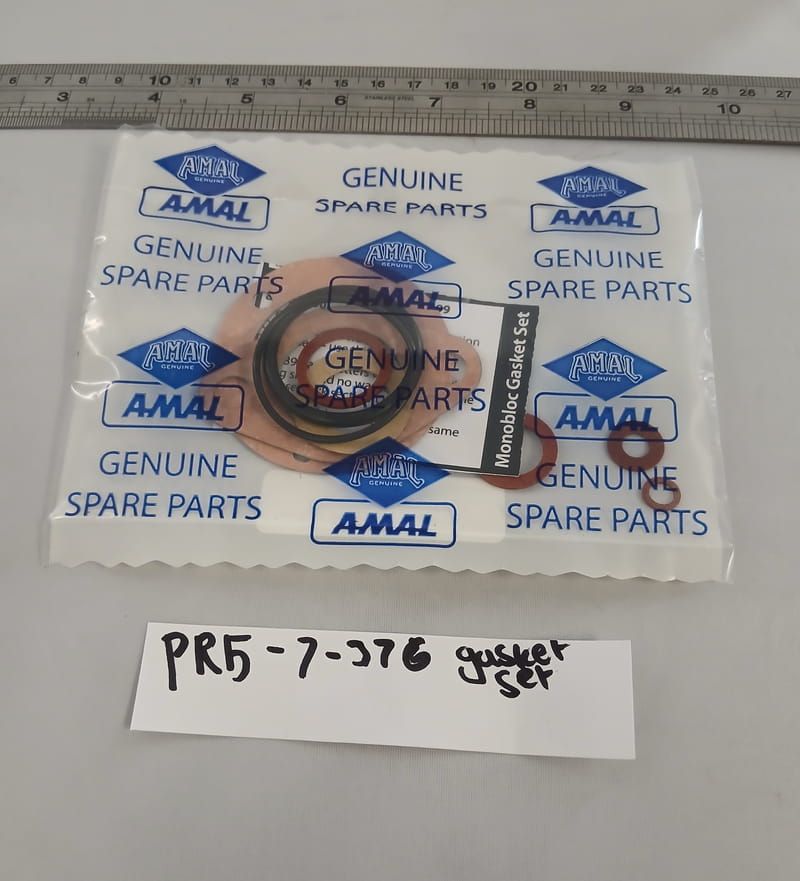 6 7 8 9 10 11 12 13 14 15 16 17 18 19 20 21 22 23 24 25 26 27
3 4 5 6 STAINLESS STEEL 7 8 9 10
AMAL
GENUINE
AMAL
GENUINE
SPARE PARTS
AMAL
GENUINE
AMAL
GENUINE
SPARE PARTS
AMAL
GENUINE
AMAL
GENUINE
SPARE PARTS
AMAL
GENUINE
AMAL
GENUINE
SPARE PARTS
same
Monobloc Gasket Set
AMAL
GENUINE
AMAL
GENUINE
SPARE PARTS
AMAL
GENUINE
AMAL
GENUINE
SPARE PARTS
AMAL
GENUINE
AMAL
GENUINE
SPARE PARTS
PR5-7-376 gasket
set